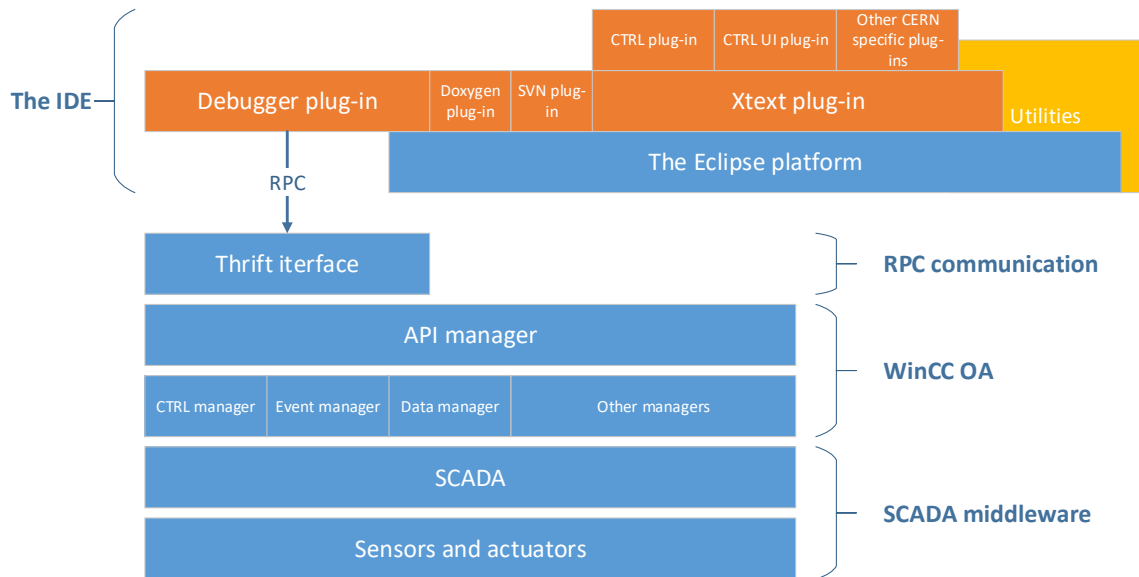 CTRL plug-in
CTRL UI plug-in
Other CERN
specific plug-
ins
The IDE
Debugger plug-in
Doxygen
plug-in
SVN plug-
in
Xtext plug-in
Utilities
The Eclipse platform
RPC
Thrift iterface
RPC communication
API manager
WinCC OA
CTRL manager
Event manager
Data manager
Other managers
SCADA
SCADA middleware
Sensors and actuators